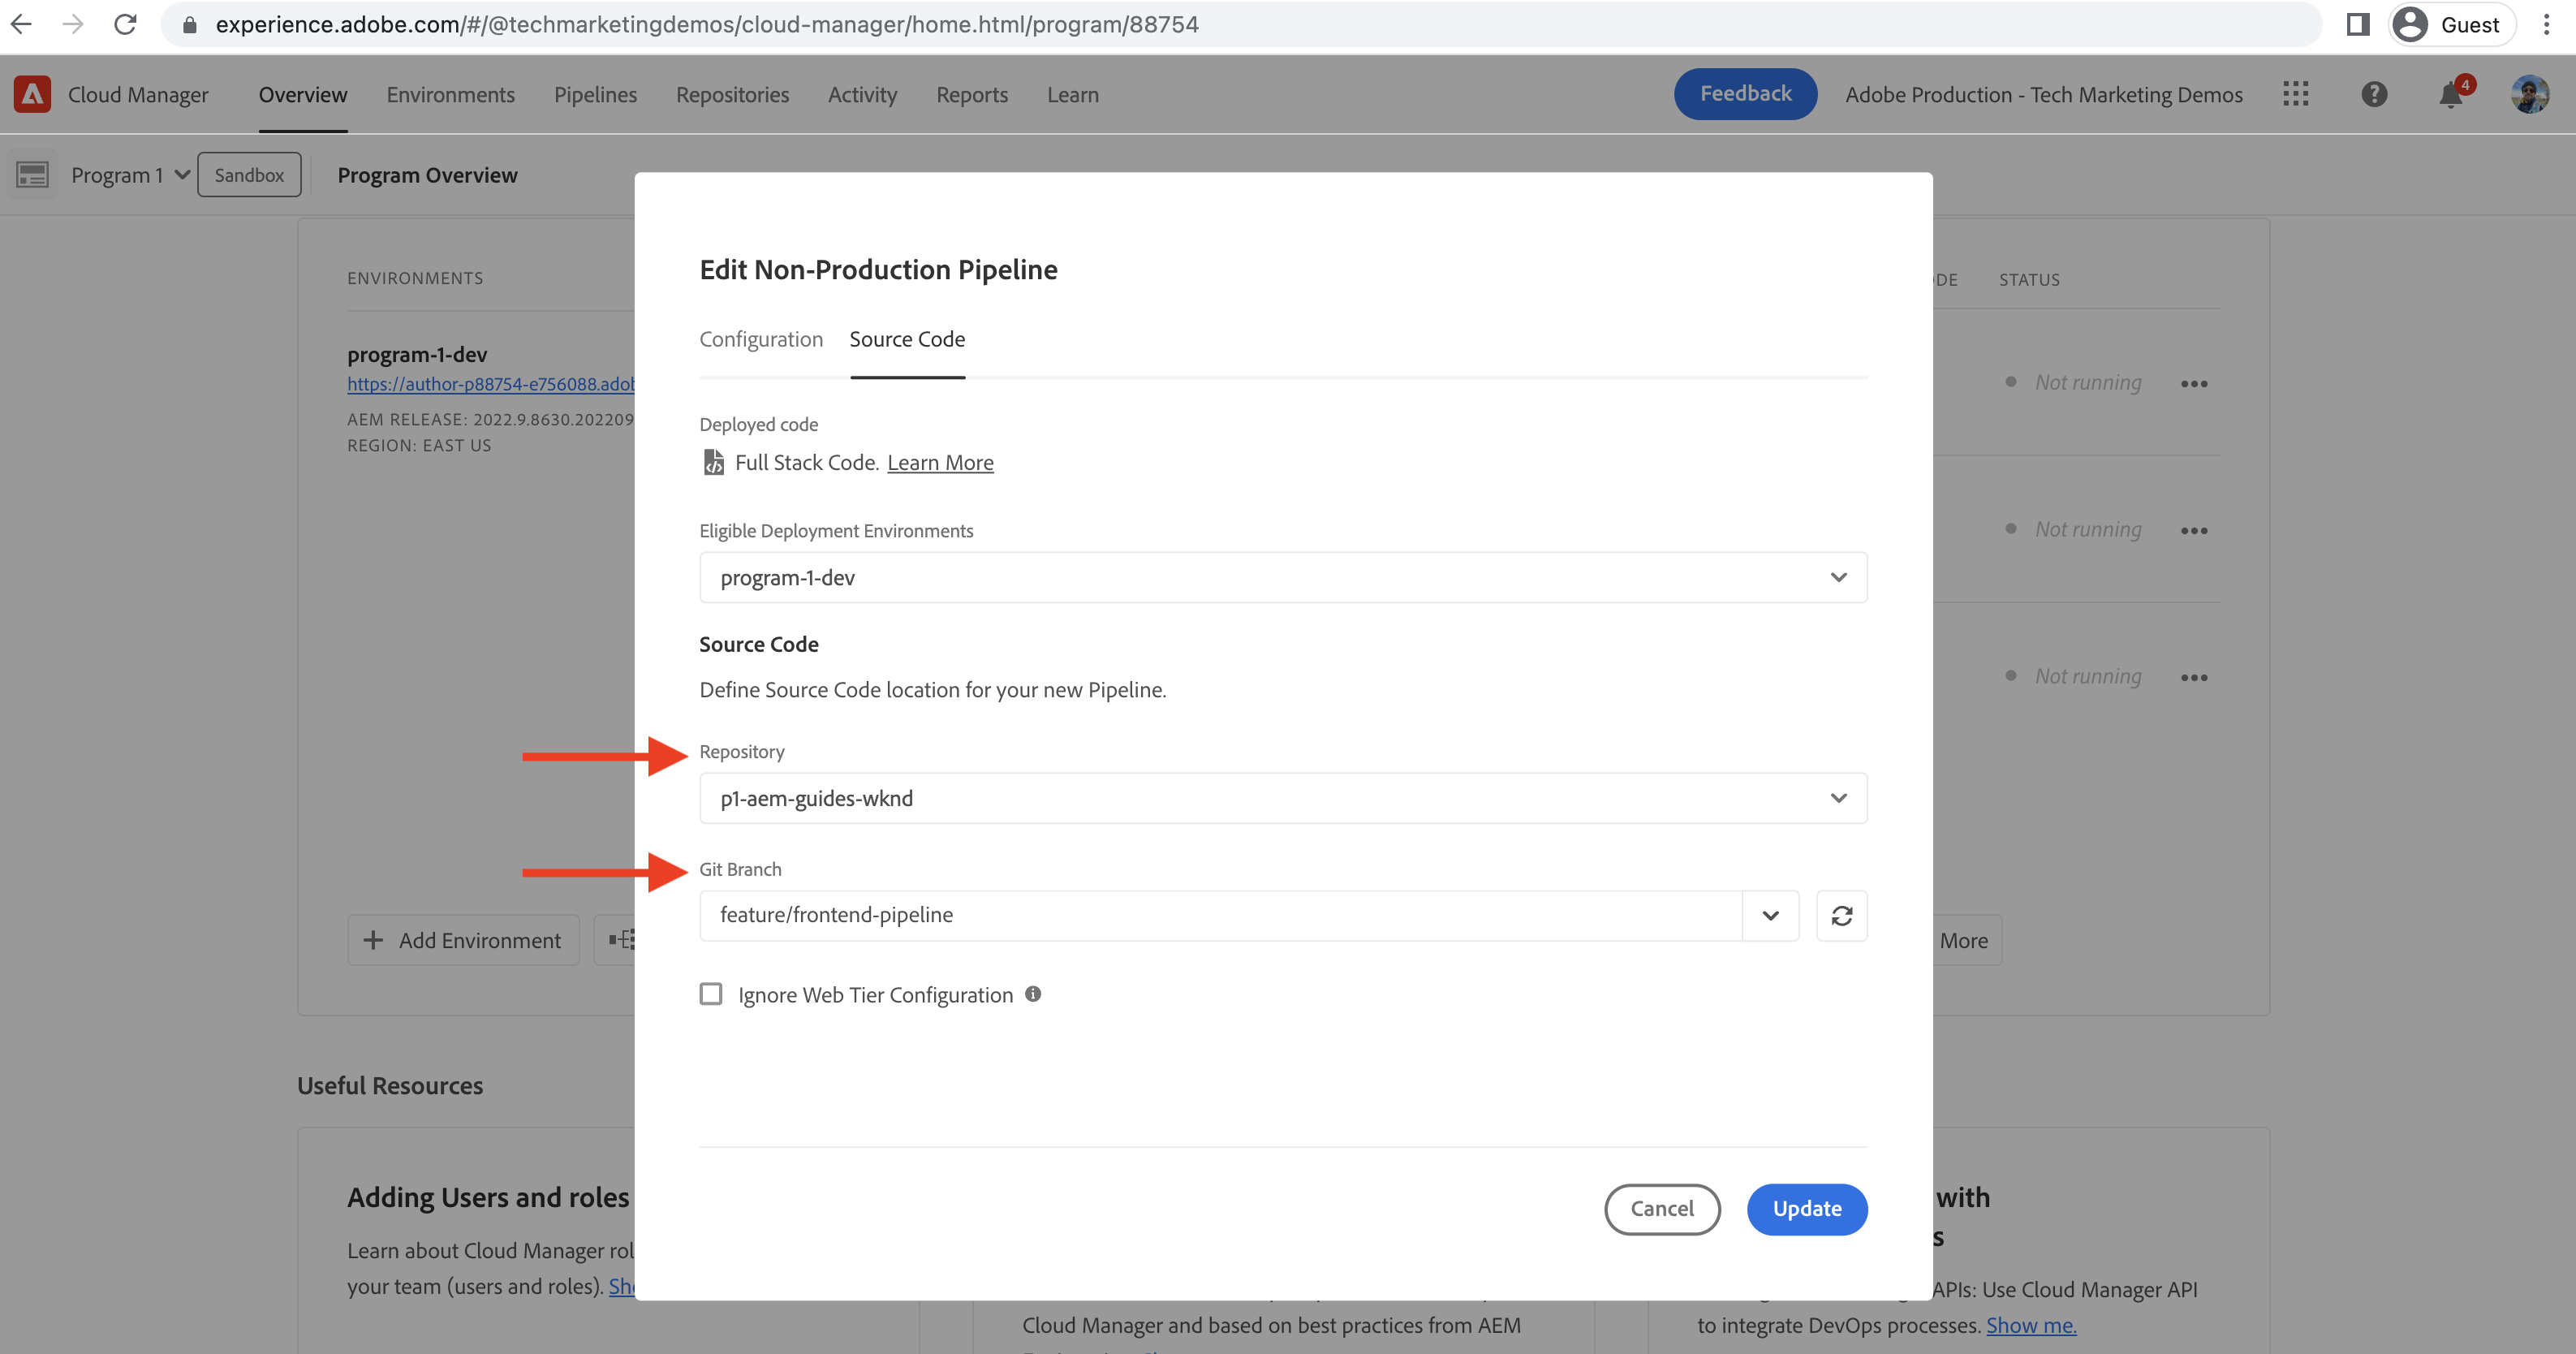 experience.adobe.com/#/@techmarketingdemos/cloud-manager/home.html/program/88754
Guest
Cloud Manager Overview Environments Pipelines Repositories Activity Reports Learn Feedback Adobe Production - Tech Marketing Demos 4
Program 1 Sandbox Program Overview
Edit Non-Production Pipeline
Configuration Source Code
Deployed code
Full Stack Code. Learn More
Eligible Deployment Environments
program-1-dev
Source Code
Define Source Code location for your new Pipeline.
Repository
p1-aem-guides-wknd
Git Branch
feature/frontend-pipeline
Ignore Web Tier Configuration
Cancel Update
ENVIRONMENTS
program-1-dev
https://author-p88754-e756088.adob
AEM RELEASE: 2022.9.8630.202209
REGION: EAST US
Add Environment
DE STATUS
Not running
Not running
Not running
More
Useful Resources
Adding Users and roles
Learn about Cloud Manager rol
your team (users and roles). Sho
Cloud Manager and based on best practices from AEM
with
s
APIs: Use Cloud Manager API
to integrate DevOps processes. Show me.